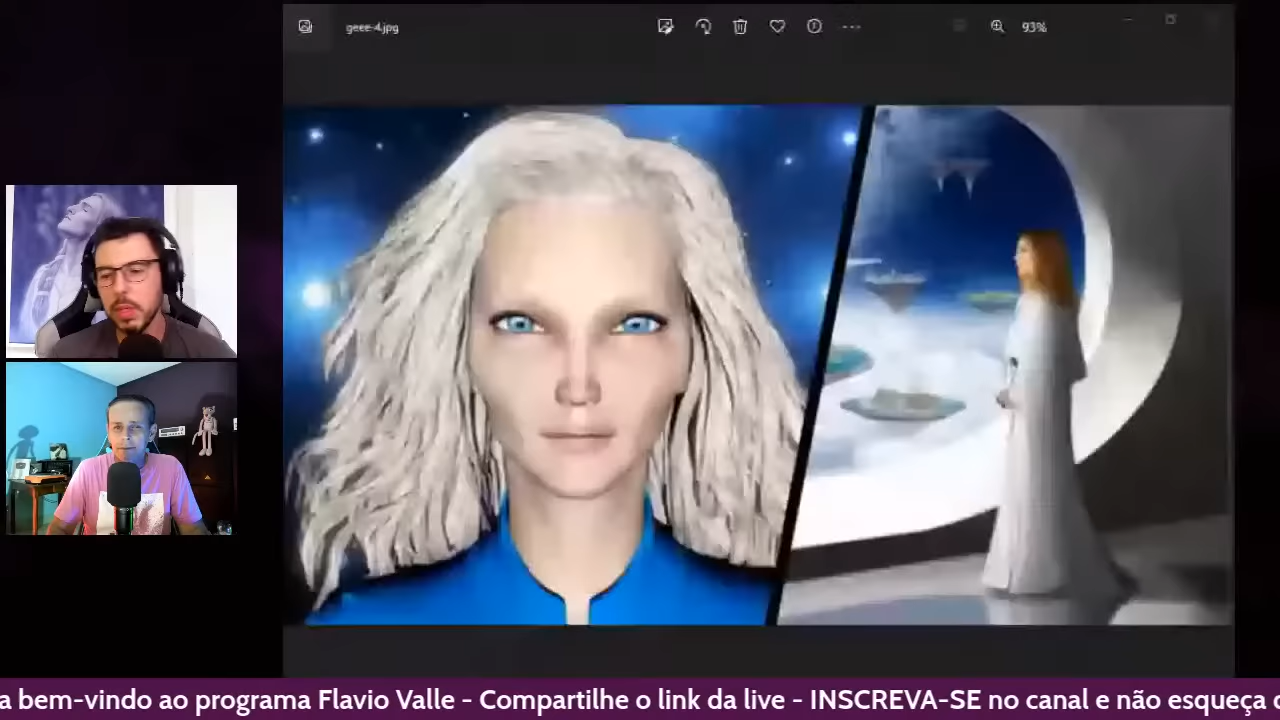 geee-4.jpg
93%
a bem-vindo ao programa Flavio Valle - Compartilhe o link da live - INSCREVA-SE no canal e não esqueça